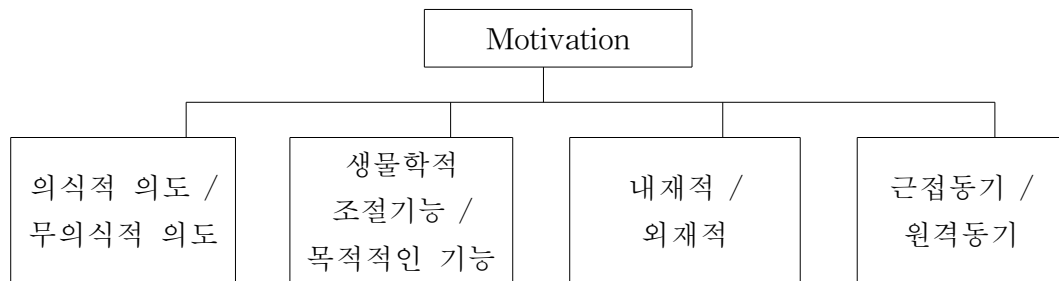 Motivation
의식적 의도 /
무의식적 의도
생물학적
조절기능 /
목적적인 기능
내재적 /
외재적
근접동기 /
원격동기